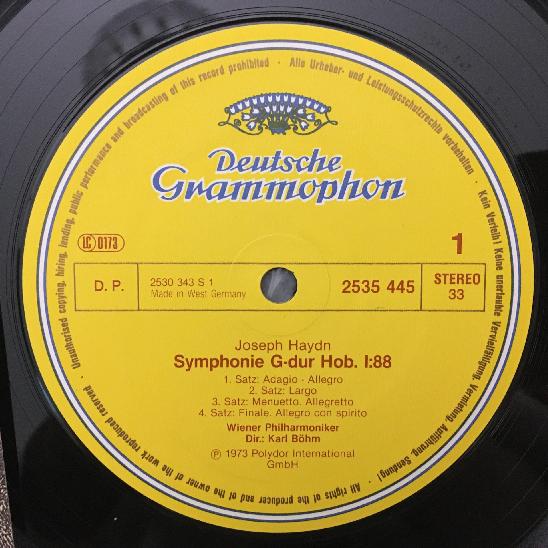 Unauthorised copying, hiring, lending, public performance and broadcasting of this record prohibited · Alle Urheber- und Leistungsschutzrechte vorbehalten · Kein Verleih! Keine unerlaubte Vervielfältigung, Vermietung, Aufführung, Sendung! · All rights of the producer and of the owner of the work reproduced reserved ·
Deutsche
Grammophon
LC 0173
1
D. P.
2530 343 S 1
Made in West Germany
2535 445
STEREO
33
Joseph Haydn
Symphonie G-dur Hob. I:88
1. Satz: Adagio - Allegro
2. Satz: Largo
3. Satz: Menuetto. Allegretto
4. Satz: Finale. Allegro con spirito
Wiener Philharmoniker
Dir.: Karl Böhm
Ⓟ 1973 Polydor International
GmbH